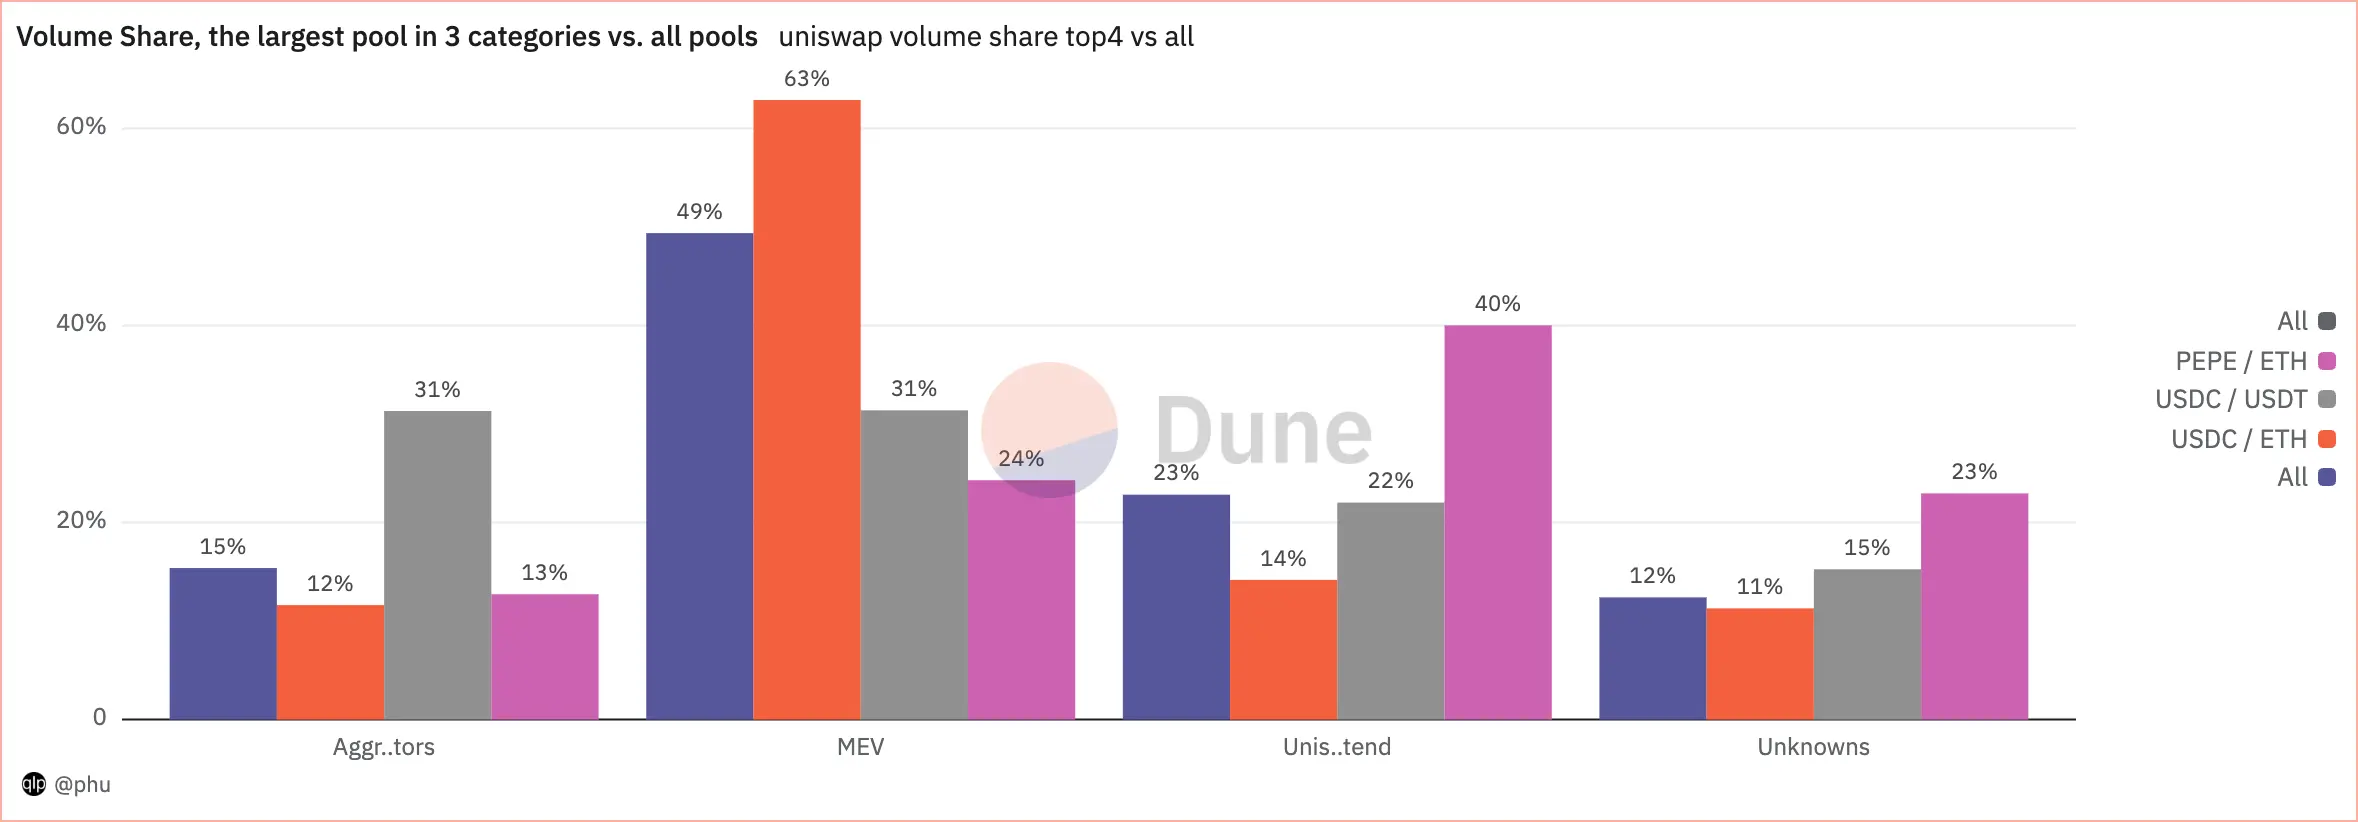 Volume Share, the largest pool in 3 categories vs. all pools uniswap volume share top4 vs all
60%
40%
20%
0
15%
12%
31%
13%
49%
63%
31%
24%
23%
14%
22%
40%
12%
11%
15%
23%
Dune
Aggr..tors
MEV
Unis..tend
Unknowns
All
PEPE / ETH
USDC / USDT
USDC / ETH
All
qlp @phu